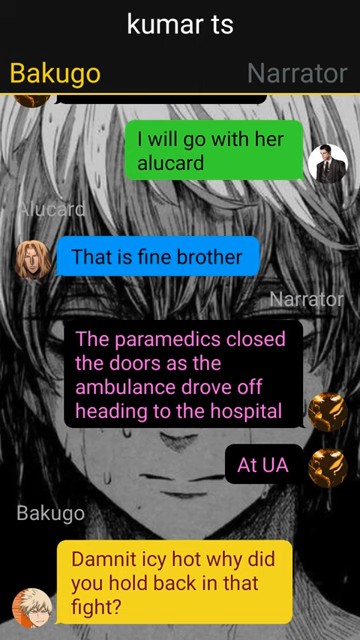 kumar ts
Bakugo
Narrator
I will go with her
alucard
Alucard
That is fine brother
Narrator
The paramedics closed
the doors as the
ambulance drove off
heading to the hospital
At UA
Bakugo
Damnit icy hot why did
you hold back in that
fight?